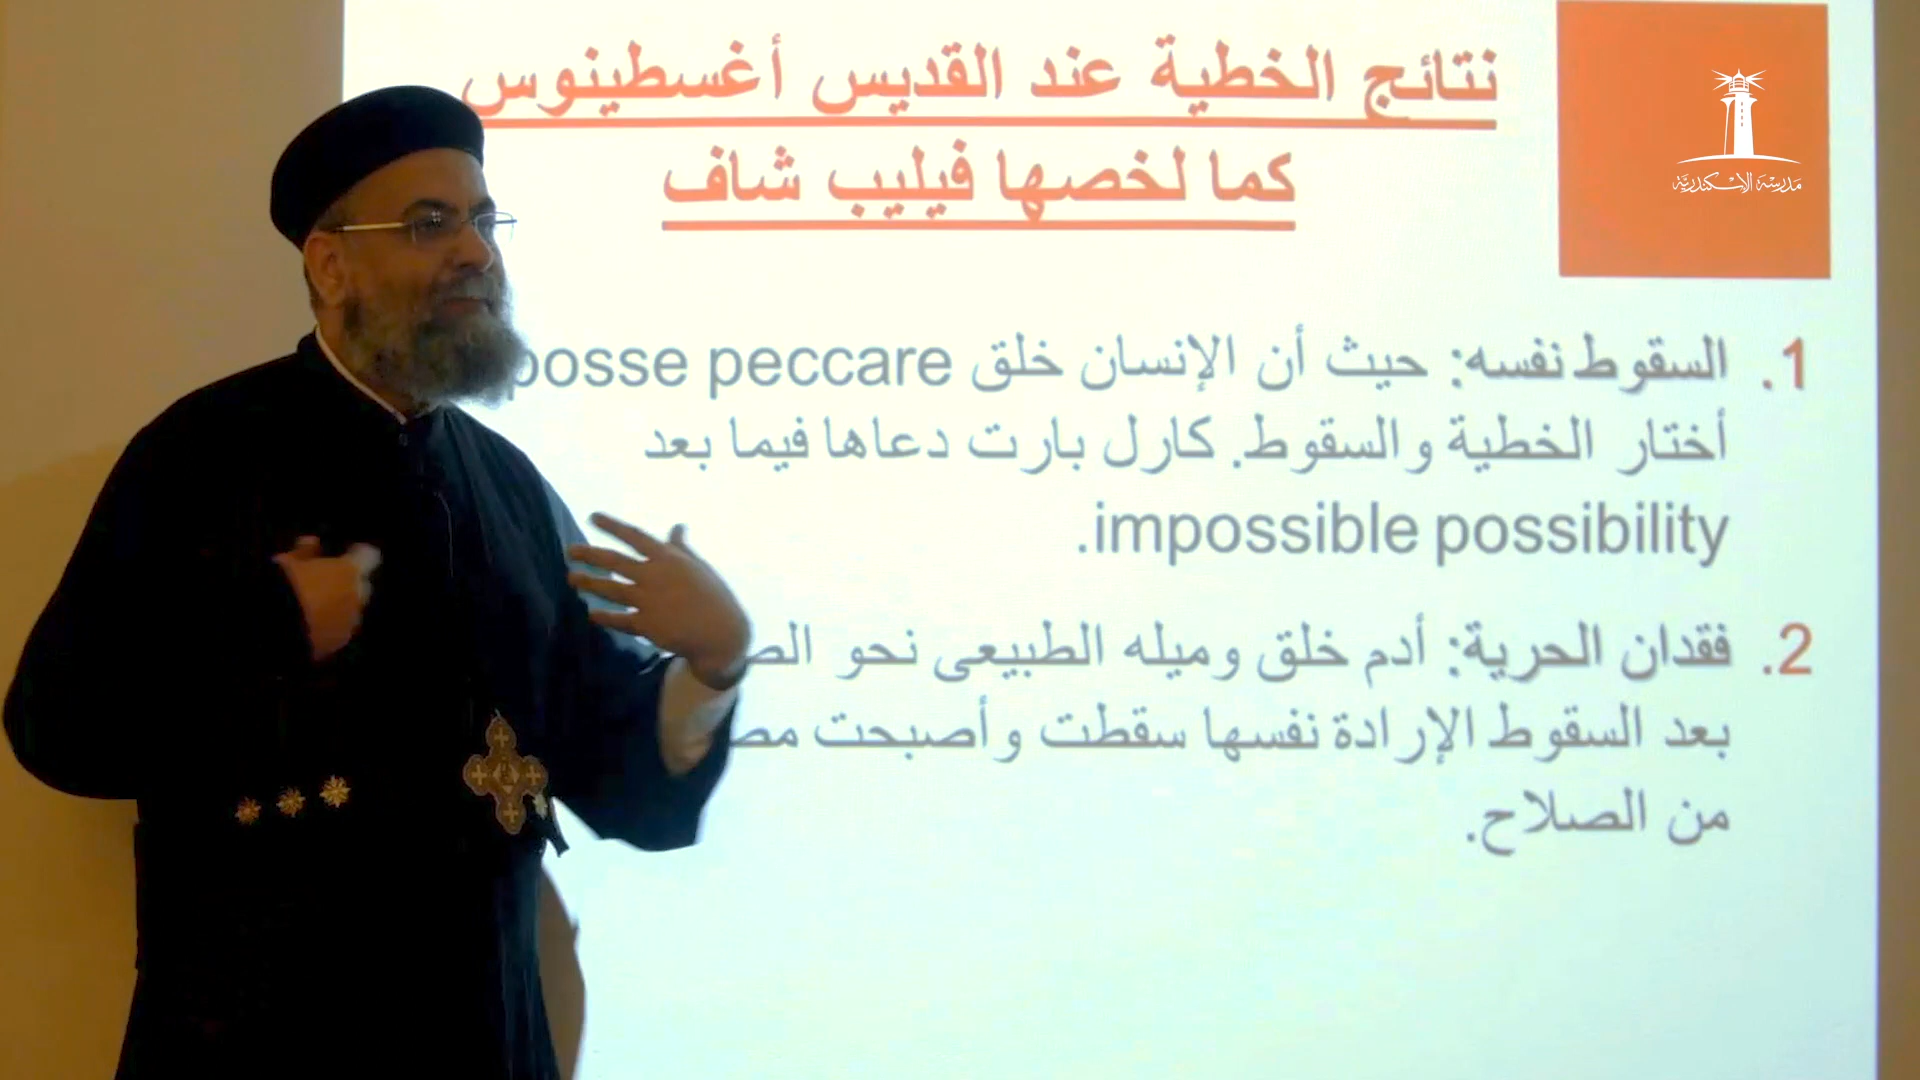 نتائج الخطية عند القديس أغسطينوس
كما لخصها فيليب شاف
مدرسة الإسكندرية
1. السقوط نفسه: حيث أن الإنسان خلق posse peccare
أختار الخطية والسقوط. كارل بارت دعاها فيما بعد
impossible possibility.
2. فقدان الحرية: أدم خلق وميله الطبيعى نحو
بعد السقوط الإرادة نفسها سقطت وأصبحت
من الصلاح.